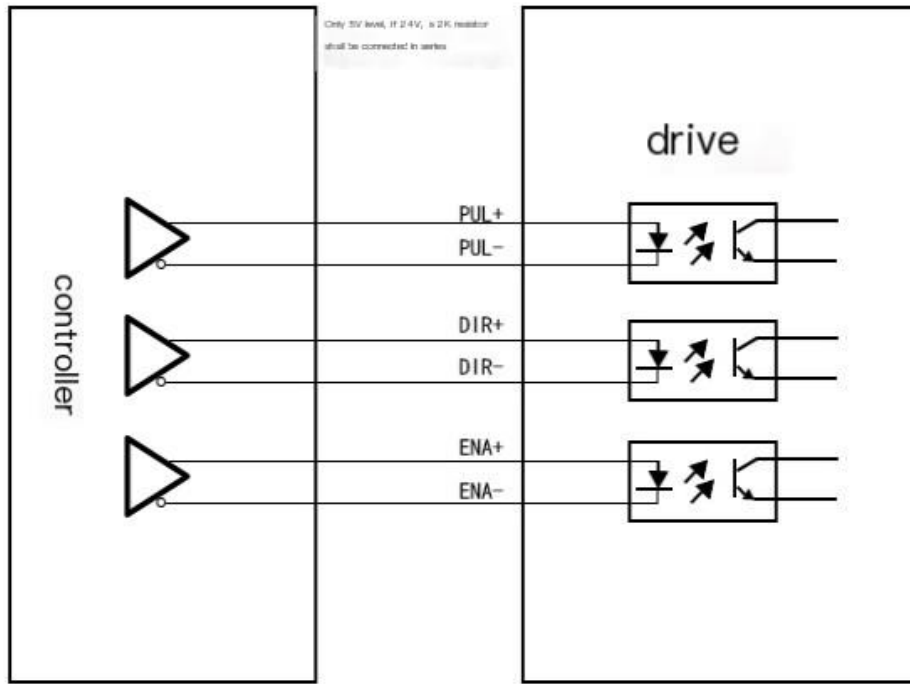 Only 5V level, if 24V, a 2K resistor
shall be connected in series
drive
controller
PUL+
PUL-
DIR+
DIR-
ENA+
ENA-